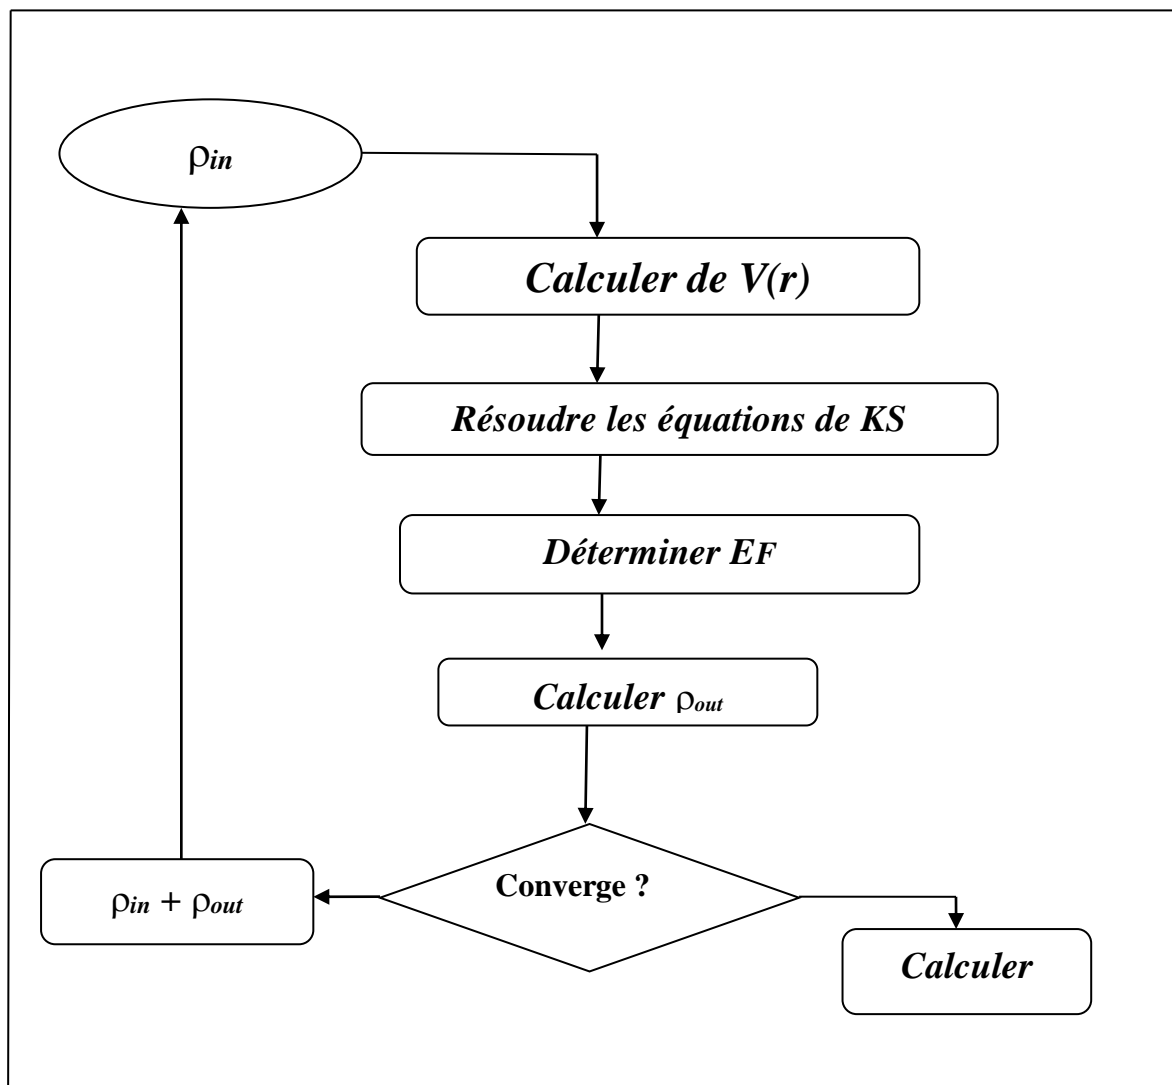 ρin
Calculer de V(r)
Résoudre les équations de KS
Déterminer EF
Calculer ρout
Converge ?
ρin + ρout
Calculer